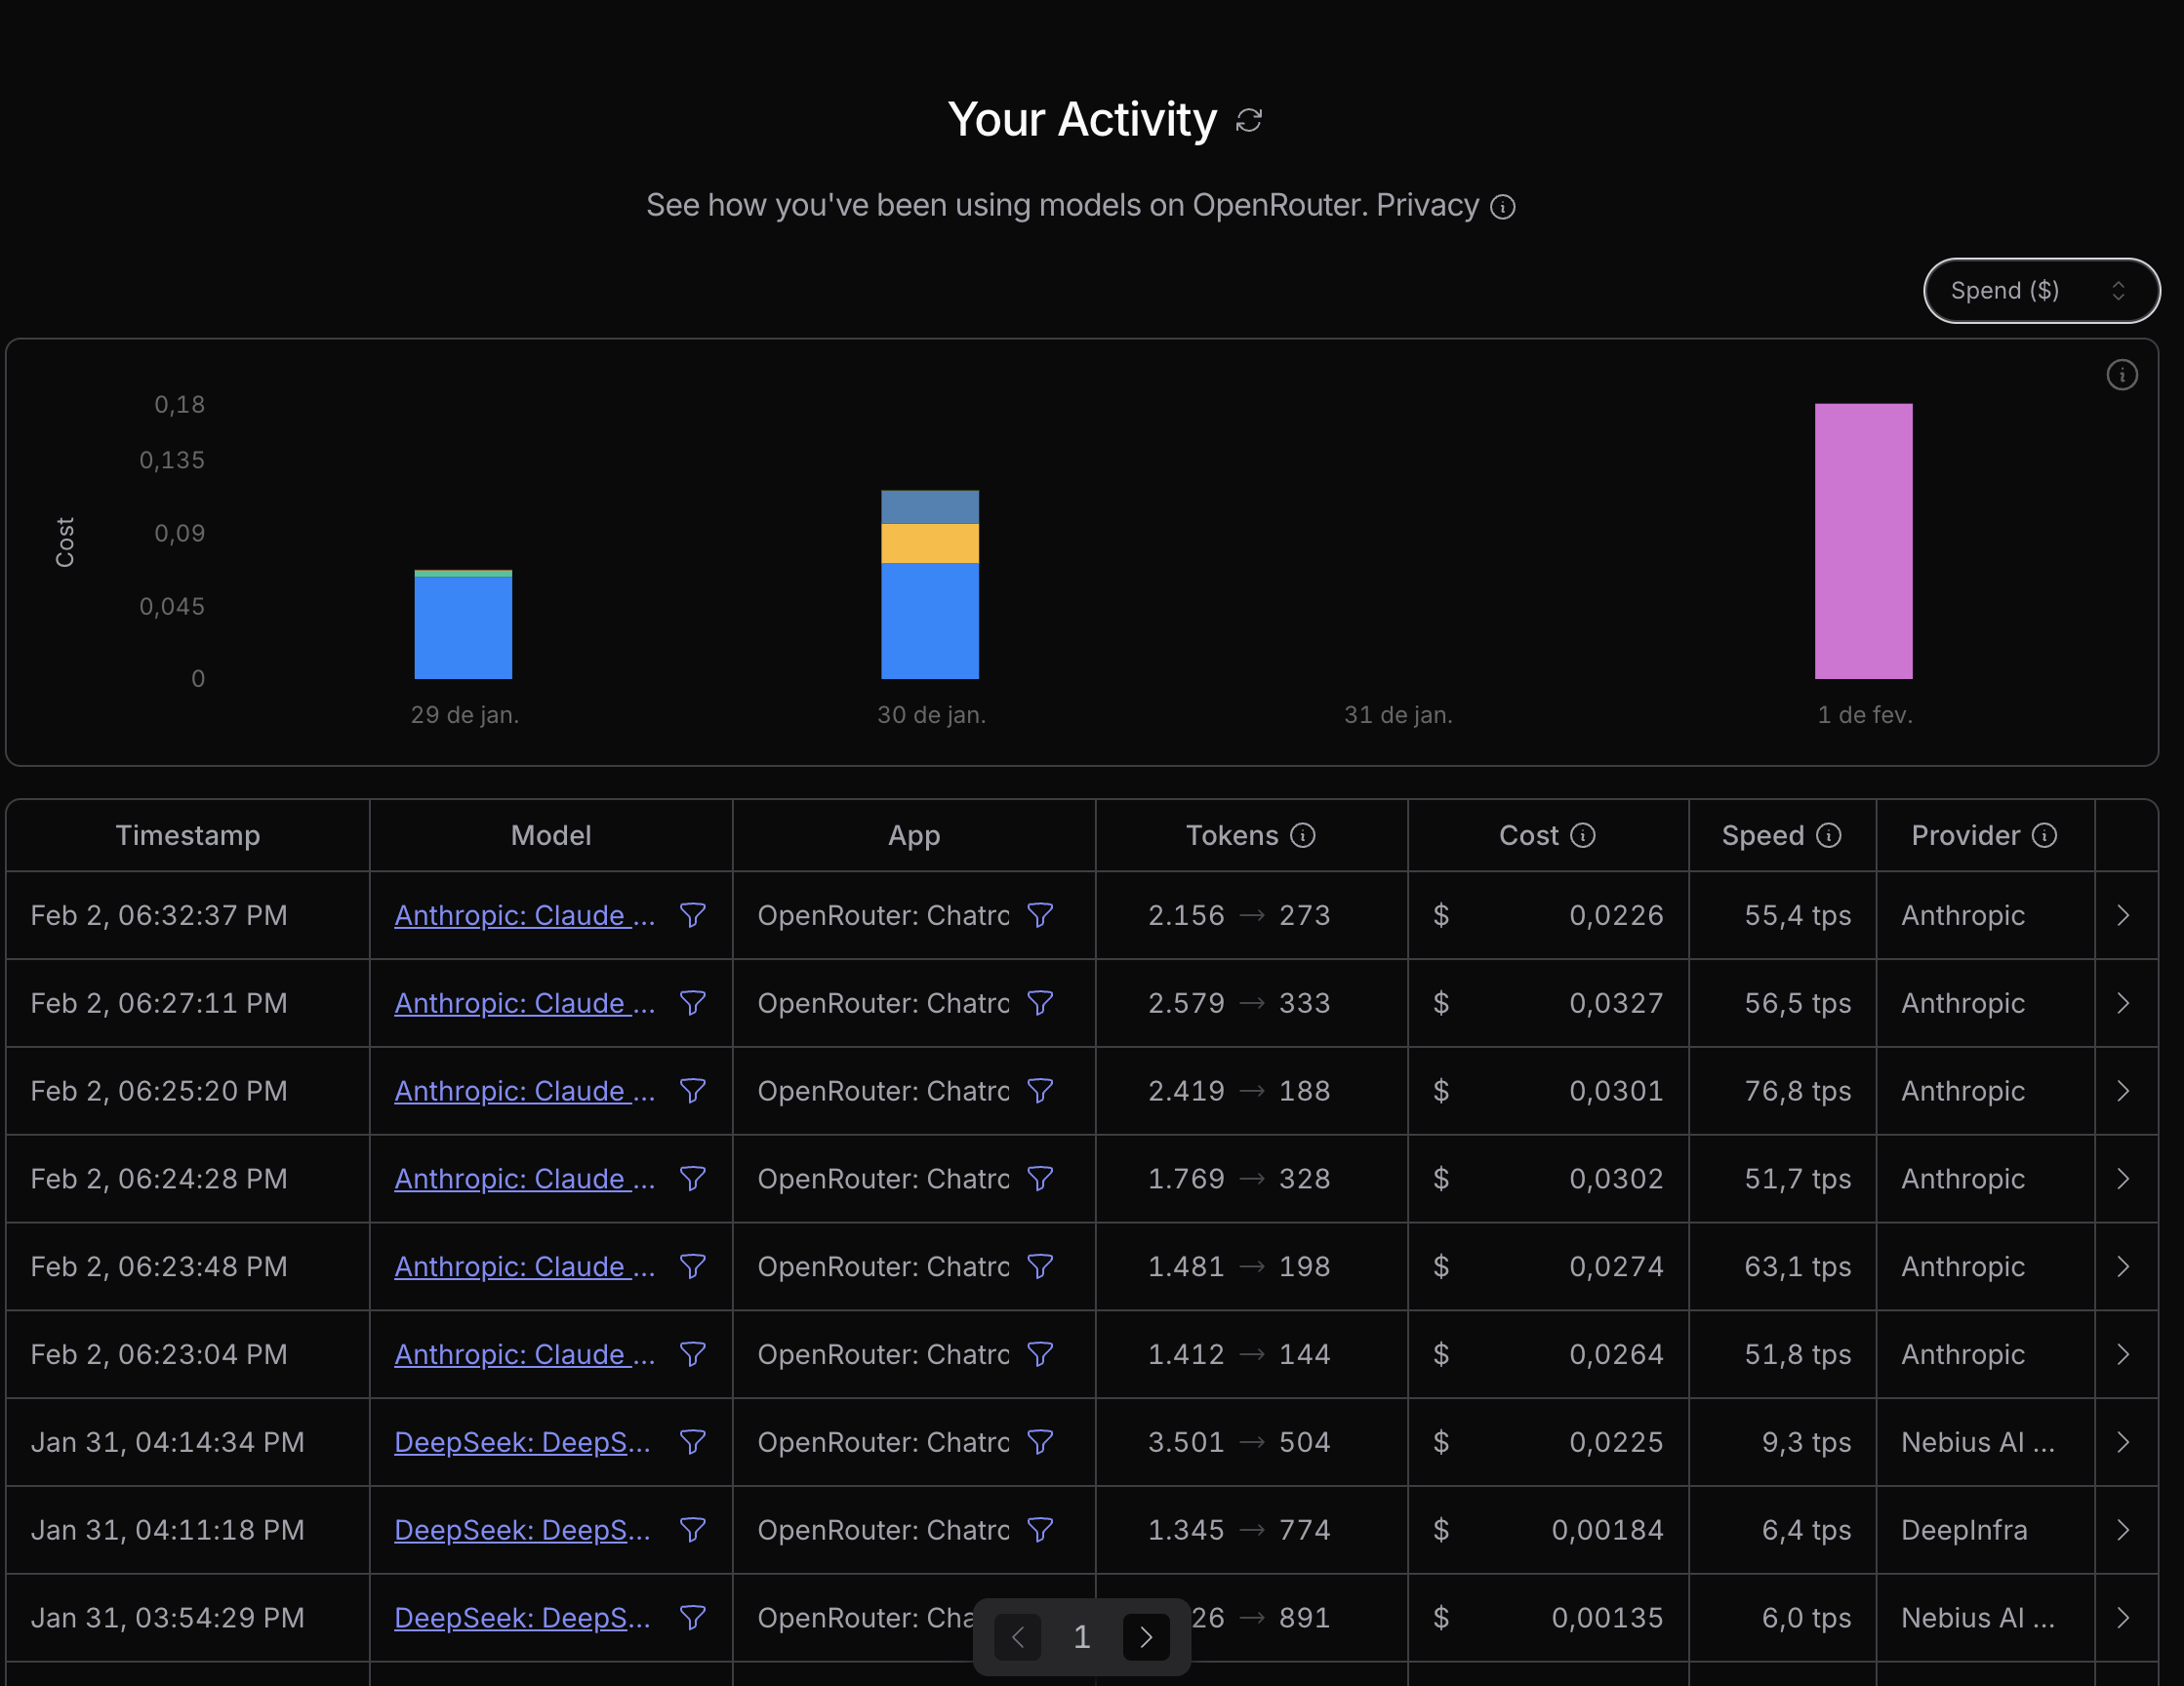 Your Activity
See how you've been using models on OpenRouter. Privacy
Spend ($)
0,18
0,135
0,09
0,045
0
Cost
29 de jan.
30 de jan.
31 de jan.
1 de fev.
Timestamp Model App Tokens Cost Speed Provider
Feb 2, 06:32:37 PM Anthropic: Claude ... OpenRouter: Chatro 2.156 → 273 $ 0,0226 55,4 tps Anthropic
Feb 2, 06:27:11 PM Anthropic: Claude ... OpenRouter: Chatro 2.579 → 333 $ 0,0327 56,5 tps Anthropic
Feb 2, 06:25:20 PM Anthropic: Claude ... OpenRouter: Chatro 2.419 → 188 $ 0,0301 76,8 tps Anthropic
Feb 2, 06:24:28 PM Anthropic: Claude ... OpenRouter: Chatro 1.769 → 328 $ 0,0302 51,7 tps Anthropic
Feb 2, 06:23:48 PM Anthropic: Claude ... OpenRouter: Chatro 1.481 → 198 $ 0,0274 63,1 tps Anthropic
Feb 2, 06:23:04 PM Anthropic: Claude ... OpenRouter: Chatro 1.412 → 144 $ 0,0264 51,8 tps Anthropic
Jan 31, 04:14:34 PM DeepSeek: DeepS... OpenRouter: Chatro 3.501 → 504 $ 0,0225 9,3 tps Nebius AI ...
Jan 31, 04:11:18 PM DeepSeek: DeepS... OpenRouter: Chatro 1.345 → 774 $ 0,00184 6,4 tps DeepInfra
Jan 31, 03:54:29 PM DeepSeek: DeepS... OpenRouter: Cha 26 → 891 $ 0,00135 6,0 tps Nebius AI ...
1